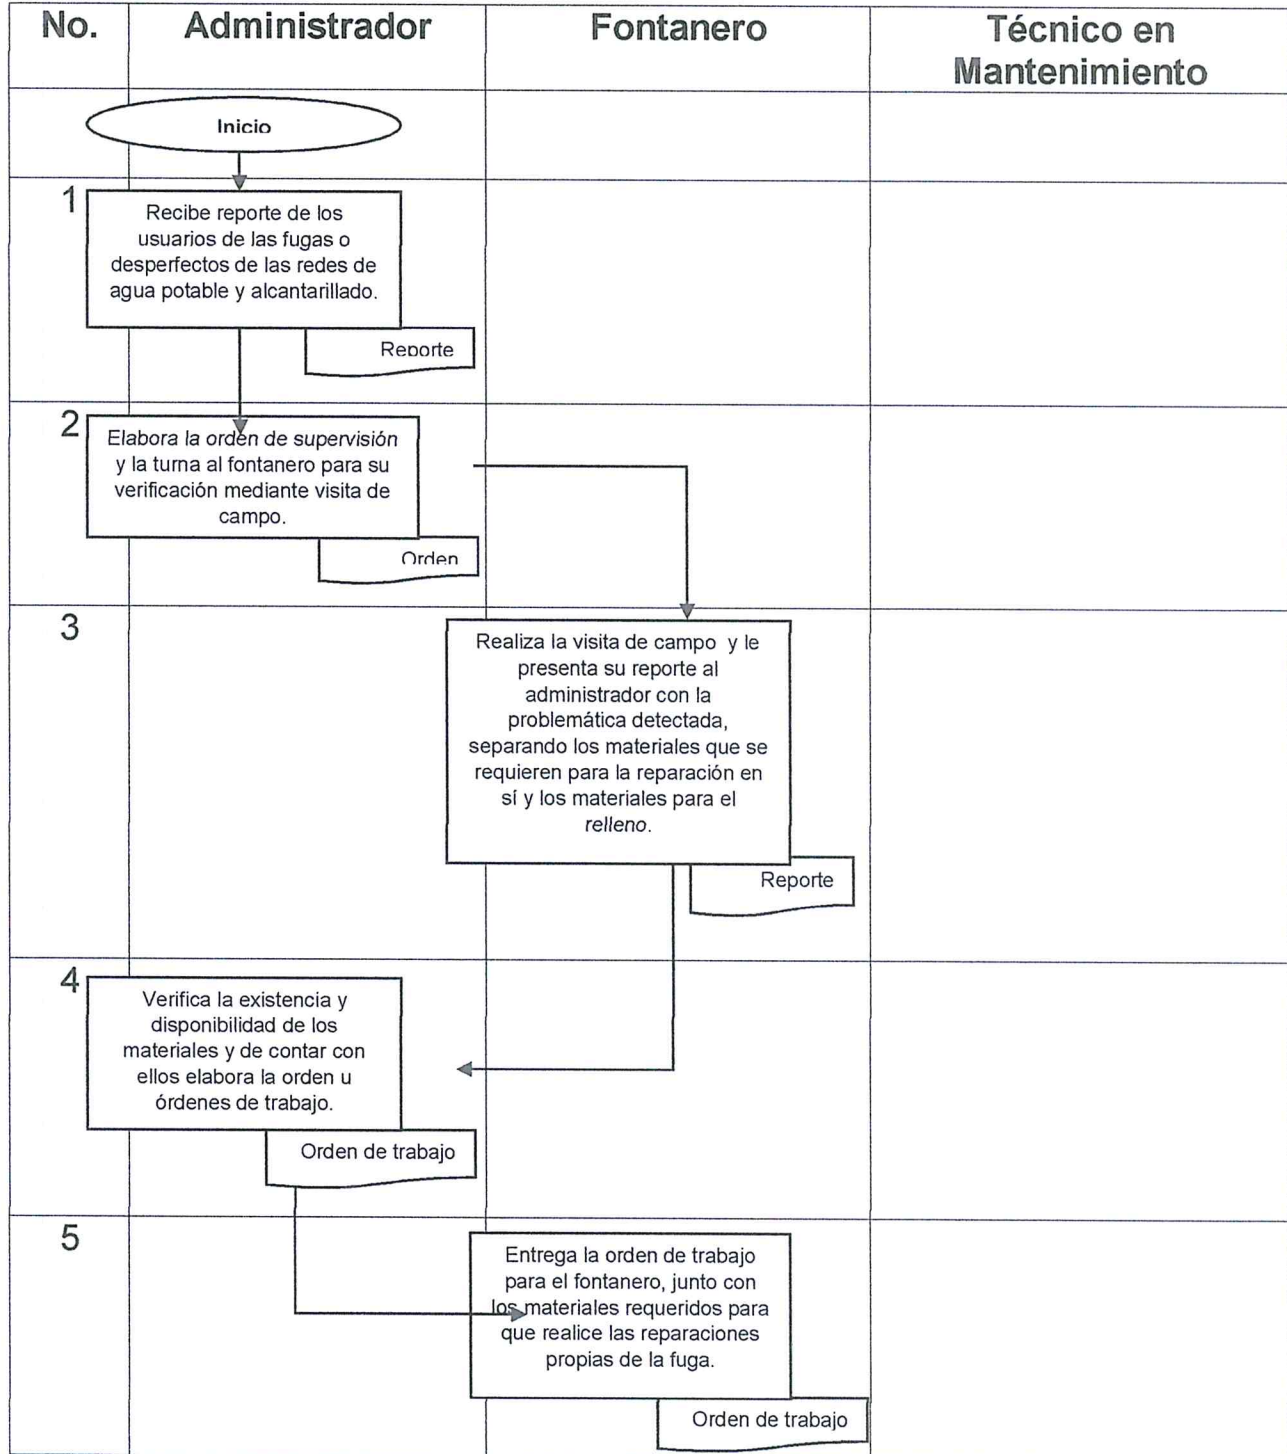 No.
Administrador
Fontanero
Técnico en
Mantenimiento
Inicio
1
Recibe reporte de los
usuarios de las fugas o
desperfectos de las redes de
agua potable y alcantarillado.
Reporte
2
Elabora la orden de supervisión
y la turna al fontanero para su
verificación mediante visita de
campo.
Orden
3
Realiza la visita de campo y le
presenta su reporte al
administrador con la
problemática detectada,
separando los materiales que se
requieren para la reparación en
sí y los materiales para el
relleno.
Reporte
4
Verifica la existencia y
disponibilidad de los
materiales y de contar con
ellos elabora la orden u
órdenes de trabajo.
Orden de trabajo
5
Entrega la orden de trabajo
para el fontanero, junto con
los materiales requeridos para
que realice las reparaciones
propias de la fuga.
Orden de trabajo